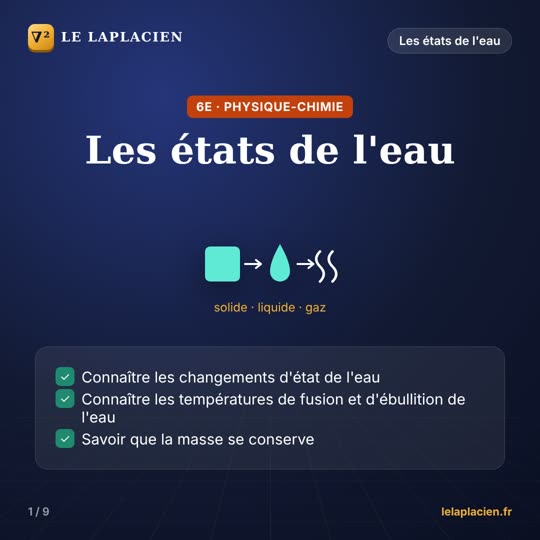 ∇² LE LAPLACIEN
Les états de l'eau
6E · PHYSIQUE-CHIMIE
Les états de l'eau
solide · liquide · gaz
Connaître les changements d'état de l'eau
Connaître les températures de fusion et d'ébullition de
l'eau
Savoir que la masse se conserve
1 / 9
lelaplacien.fr